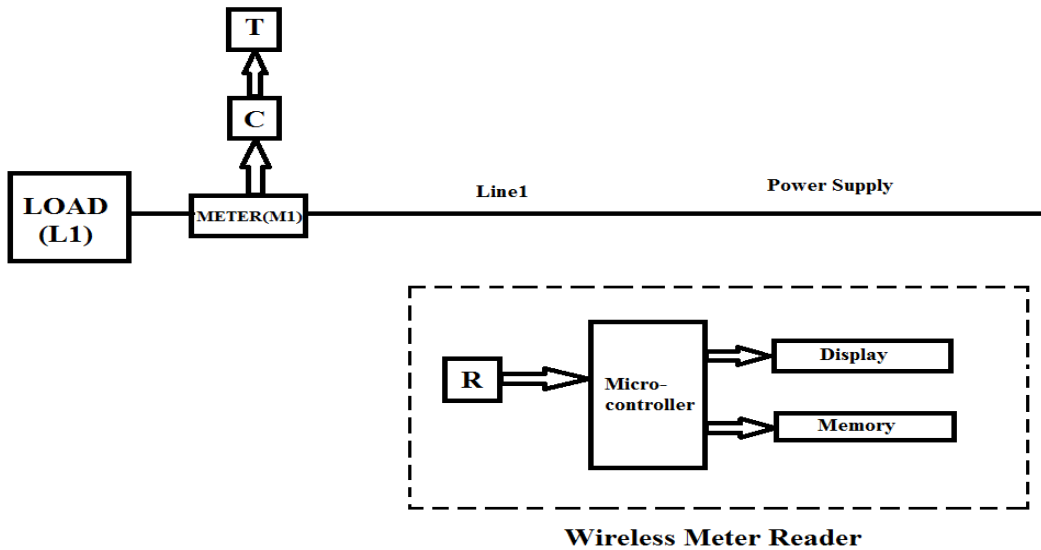 T
C
LOAD
(L1)
METER(M1)
Line1
Power Supply
R
Micro-
controller
Display
Memory
Wireless Meter Reader